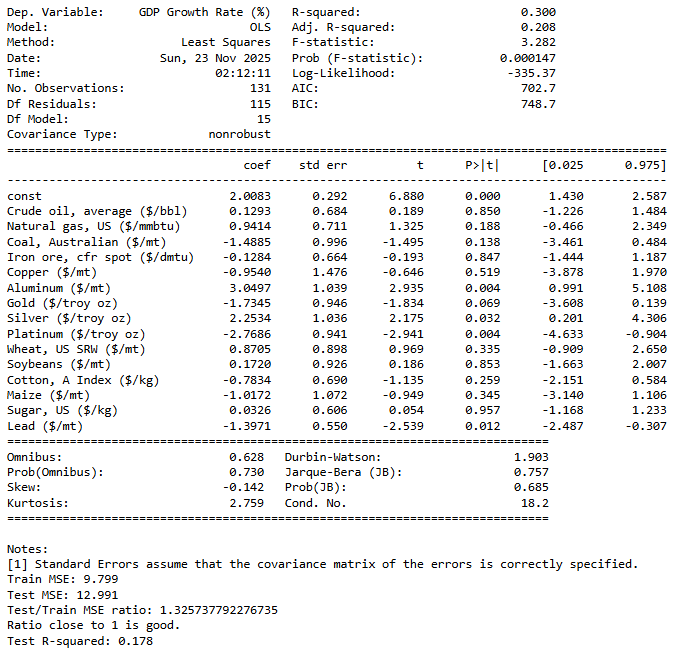 Dep. Variable: GDP Growth Rate (%) R-squared: 0.300
Model: OLS Adj. R-squared: 0.208
Method: Least Squares F-statistic: 3.282
Date: Sun, 23 Nov 2025 Prob (F-statistic): 0.000147
Time: 02:12:11 Log-Likelihood: -335.37
No. Observations: 131 AIC: 702.7
Df Residuals: 115 BIC: 748.7
Df Model: 15
Covariance Type: nonrobust
==========================================================================================
coef std err t P>|t| [0.025 0.975]
------------------------------------------------------------------------------------------
const 2.0083 0.292 6.880 0.000 1.430 2.587
Crude oil, average ($/bbl) 0.1293 0.684 0.189 0.850 -1.226 1.484
Natural gas, US ($/mmbtu) 0.9414 0.711 1.325 0.188 -0.466 2.349
Coal, Australian ($/mt) -1.4885 0.996 -1.495 0.138 -3.461 0.484
Iron ore, cfr spot ($/dmtu) -0.1284 0.664 -0.193 0.847 -1.444 1.187
Copper ($/mt) -0.9540 1.476 -0.646 0.519 -3.878 1.970
Aluminum ($/mt) 3.0497 1.039 2.935 0.004 0.991 5.108
Gold ($/troy oz) -1.7345 0.946 -1.834 0.069 -3.608 0.139
Silver ($/troy oz) 2.2534 1.036 2.175 0.032 0.201 4.306
Platinum ($/troy oz) -2.7686 0.941 -2.941 0.004 -4.633 -0.904
Wheat, US SRW ($/mt) 0.8705 0.898 0.969 0.335 -0.909 2.650
Soybeans ($/mt) 0.1720 0.926 0.186 0.853 -1.663 2.007
Cotton, A Index ($/kg) -0.7834 0.690 -1.135 0.259 -2.151 0.584
Maize ($/mt) -1.0172 1.072 -0.949 0.345 -3.140 1.106
Sugar, US ($/kg) 0.0326 0.606 0.054 0.957 -1.168 1.233
Lead ($/mt) -1.3971 0.550 -2.539 0.012 -2.487 -0.307
==============================================================================
Omnibus: 0.628 Durbin-Watson: 1.903
Prob(Omnibus): 0.730 Jarque-Bera (JB): 0.757
Skew: -0.142 Prob(JB): 0.685
Kurtosis: 2.759 Cond. No. 18.2
==============================================================================
Notes:
[1] Standard Errors assume that the covariance matrix of the errors is correctly specified.
Train MSE: 9.799
Test MSE: 12.991
Test/Train MSE ratio: 1.325737792276735
Ratio close to 1 is good.
Test R-squared: 0.178